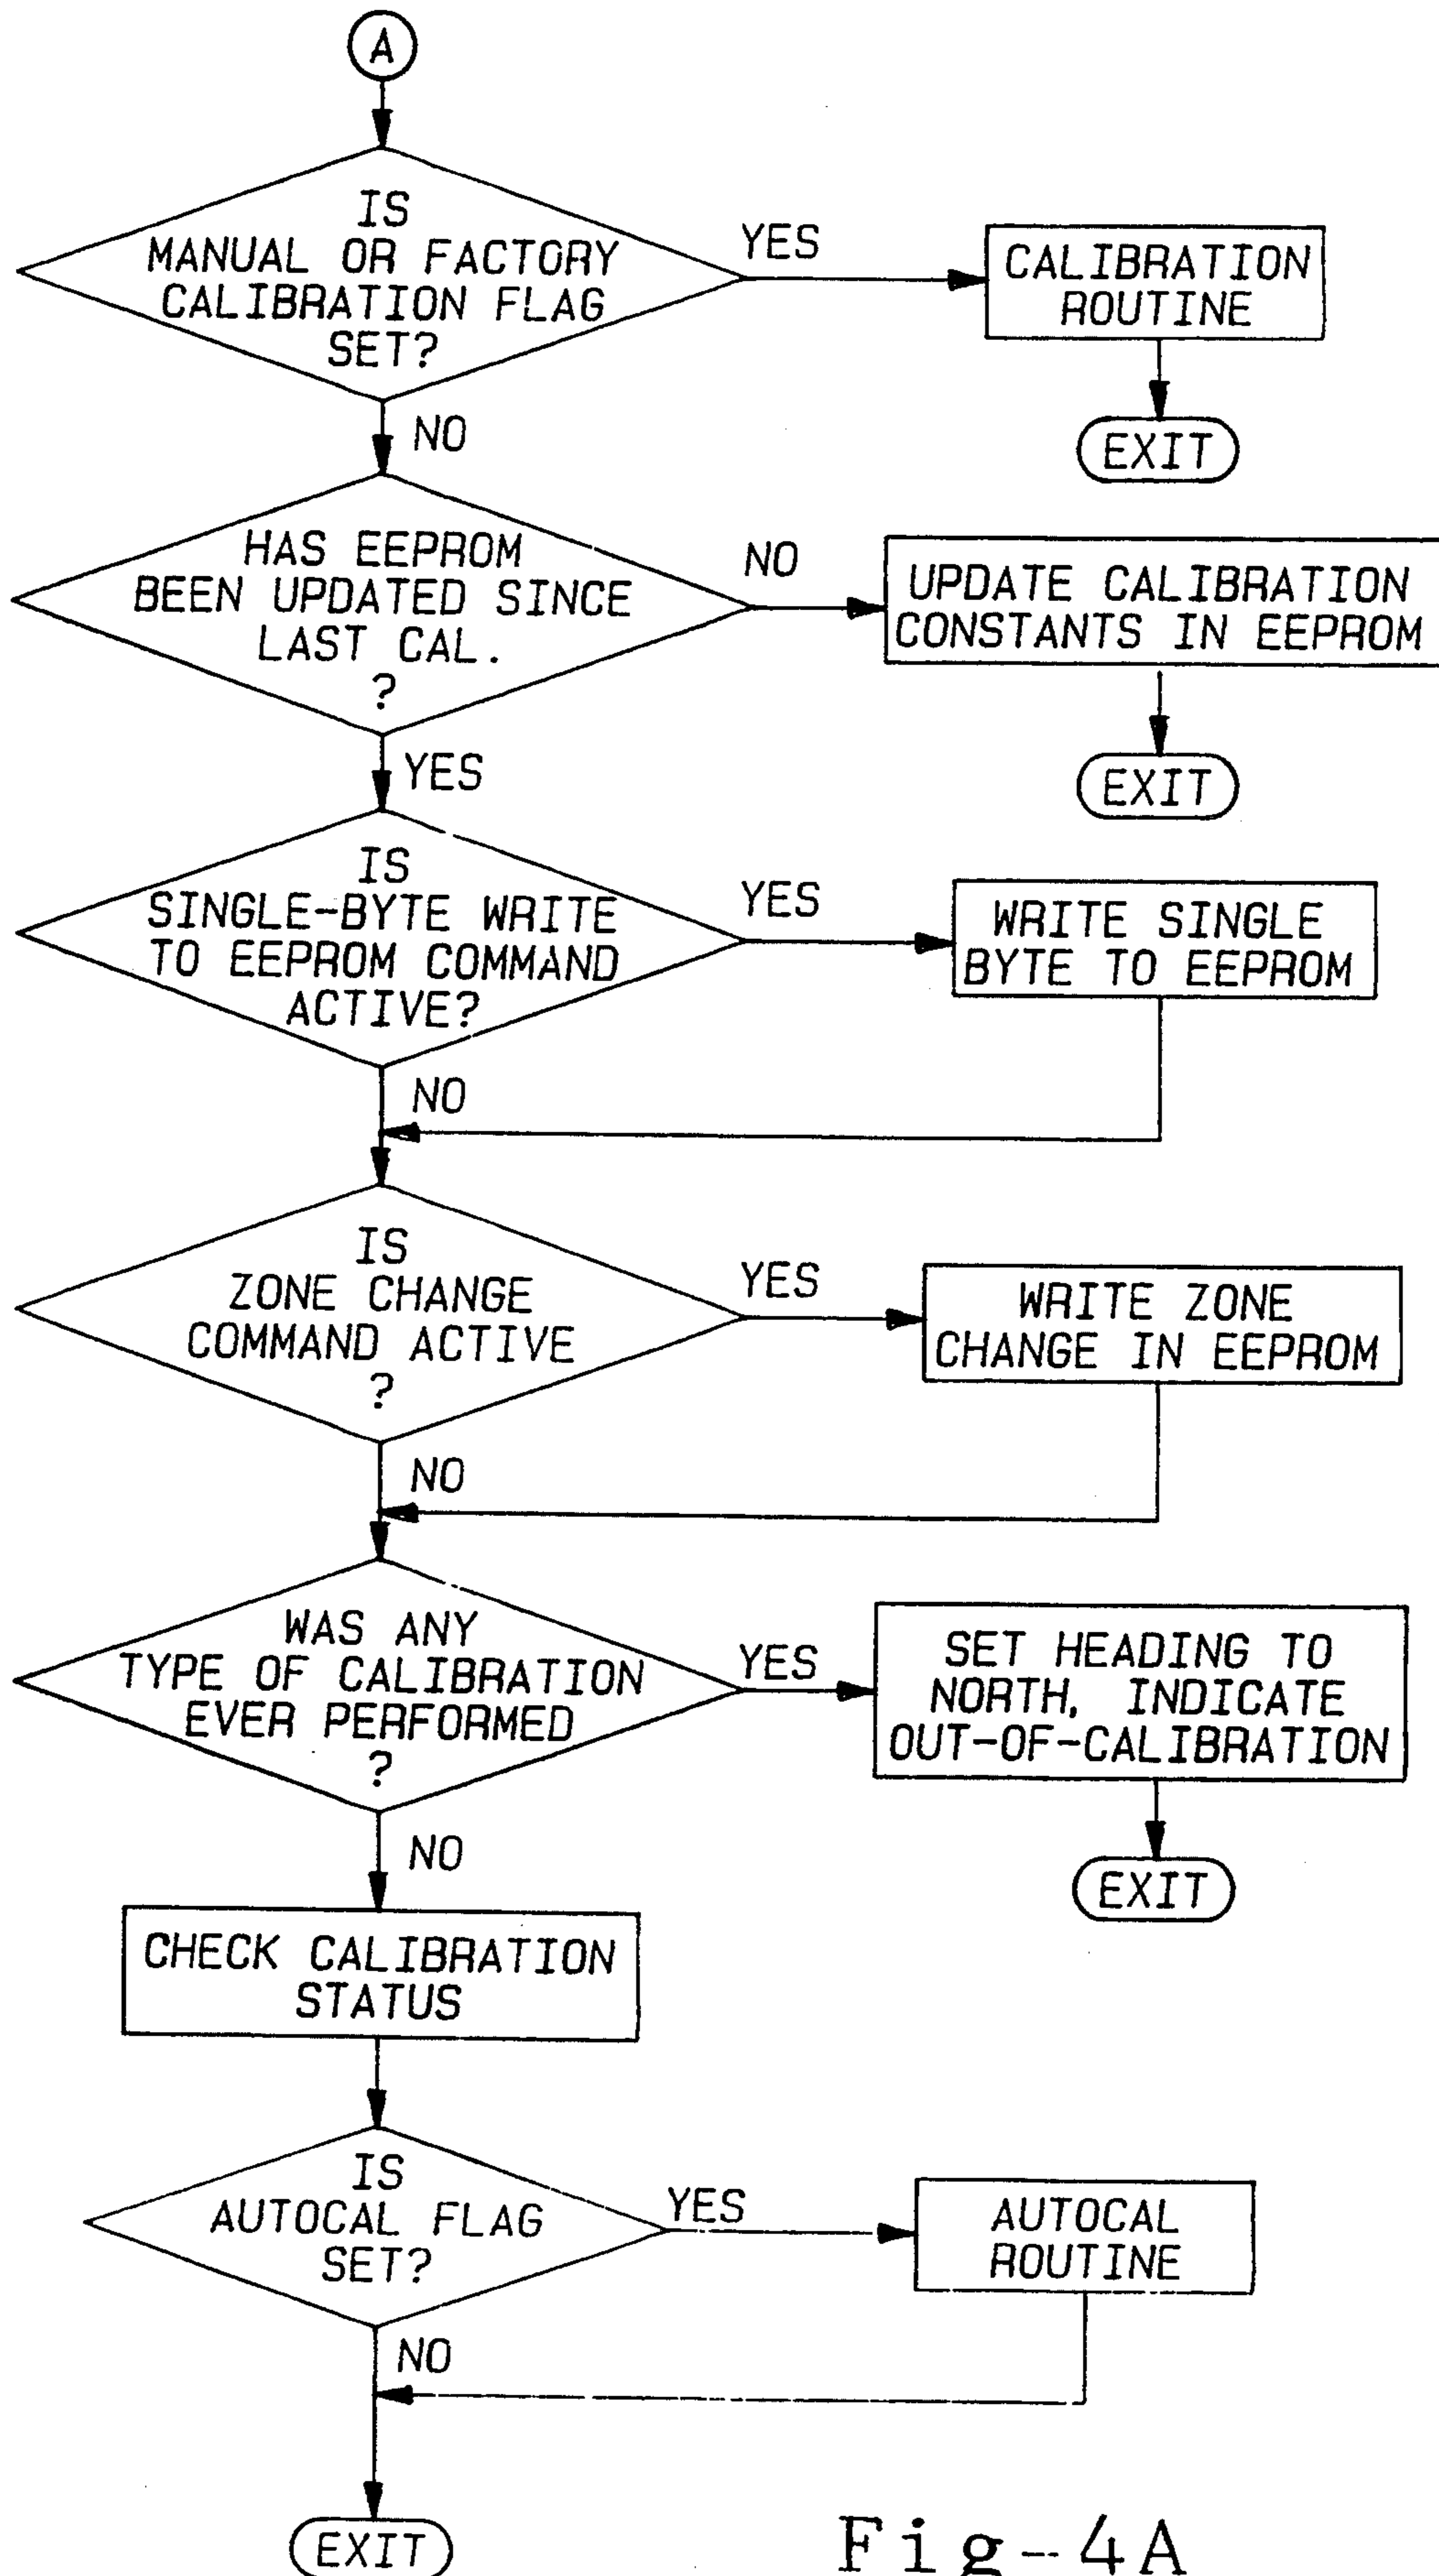 A
IS
MANUAL OR FACTORY
CALIBRATION FLAG
SET?
YES
CALIBRATION
ROUTINE
EXIT
NO
HAS EEPROM
BEEN UPDATED SINCE
LAST CAL.
?
NO
UPDATE CALIBRATION
CONSTANTS IN EEPROM
EXIT
YES
IS
SINGLE-BYTE WRITE
TO EEPROM COMMAND
ACTIVE?
YES
WRITE SINGLE
BYTE TO EEPROM
NO
IS
ZONE CHANGE
COMMAND ACTIVE
?
YES
WRITE ZONE
CHANGE IN EEPROM
NO
WAS ANY
TYPE OF CALIBRATION
EVER PERFORMED
?
YES
SET HEADING TO
NORTH, INDICATE
OUT-OF-CALIBRATION
EXIT
NO
CHECK CALIBRATION
STATUS
IS
AUTOCAL FLAG
SET?
YES
AUTOCAL
ROUTINE
NO
EXIT
Fig-4A